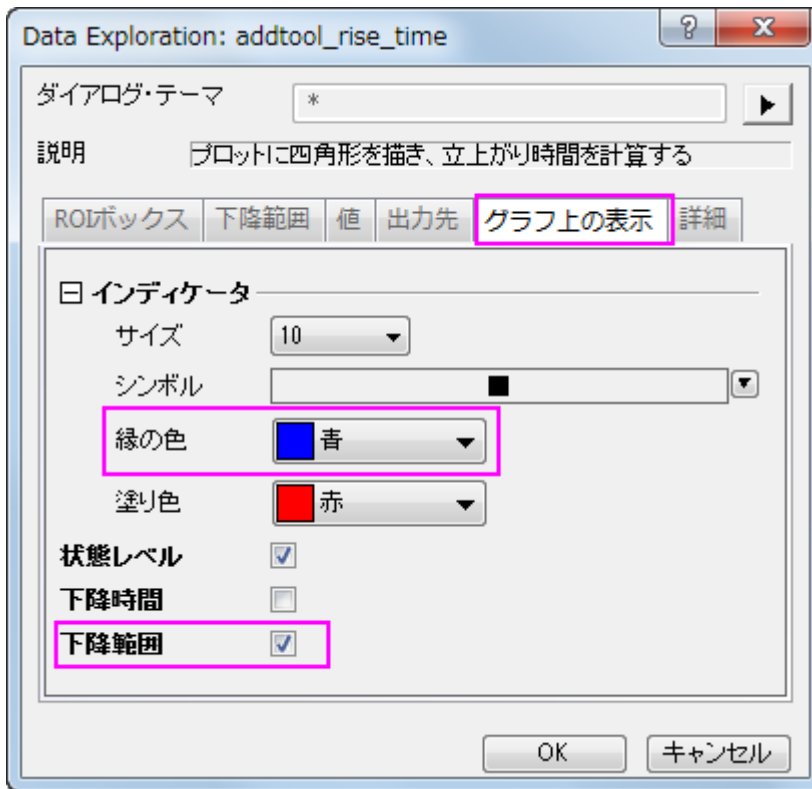 Data Exploration: addtool_rise_time
ダイアログ・テーマ *
説明 プロットに四角形を描き、立上がり時間を計算する
ROIボックス 下降範囲 値 出力先 グラフ上の表示 詳細
インディケータ
サイズ 10
シンボル
縁の色 青
塗り色 赤
状態レベル
下降時間
下降範囲
OK キャンセル